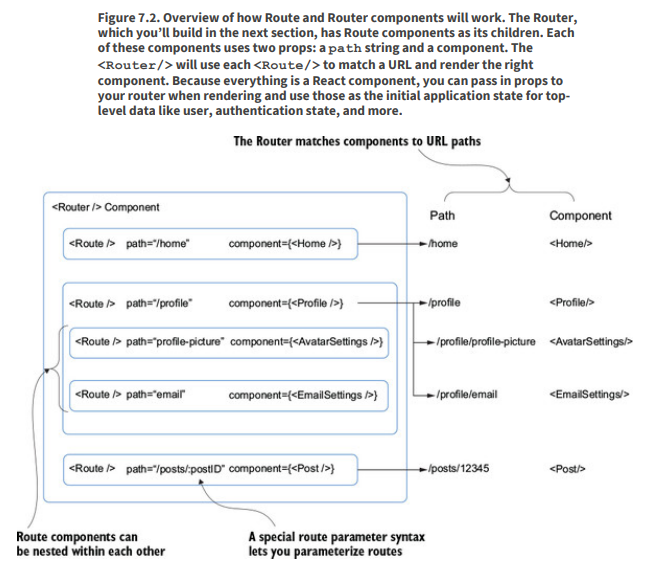 Figure 7.2. Overview of how Route and Router components will work. The Router,
which you’ll build in the next section, has Route components as its children. Each
of these components uses two props: a path string and a component. The
<Router/> will use each <Route/> to match a URL and render the right
component. Because everything is a React component, you can pass in props to
your router when rendering and use those as the initial application state for top-
level data like user, authentication state, and more.
The Router matches components to URL paths
<Router /> Component
Path Component
<Route /> path="/home" component={<Home />} /home <Home/>
<Route /> path="/profile" component={<Profile />} /profile <Profile/>
<Route /> path="profile-picture" component={<AvatarSettings />} /profile/profile-picture <AvatarSettings/>
<Route /> path="email" component={<EmailSettings />} /profile/email <EmailSettings/>
<Route /> path="/posts/:postID" component={<Post />} /posts/12345 <Post/>
Route components can
be nested within each other
A special route parameter syntax
lets you parameterize routes